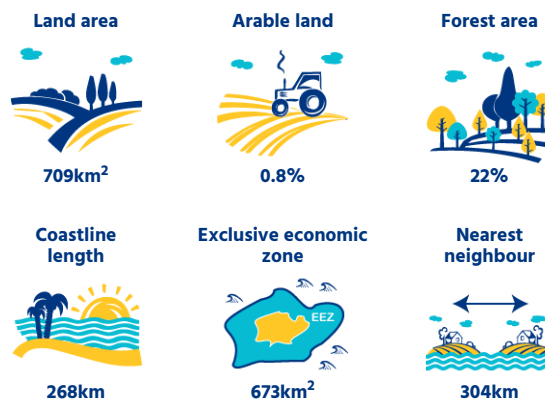 Land area
Arable land
Forest area
709km²
0.8%
22%
Coastline
length
Exclusive economic
zone
Nearest
neighbour
EEZ
268km
673km²
304km